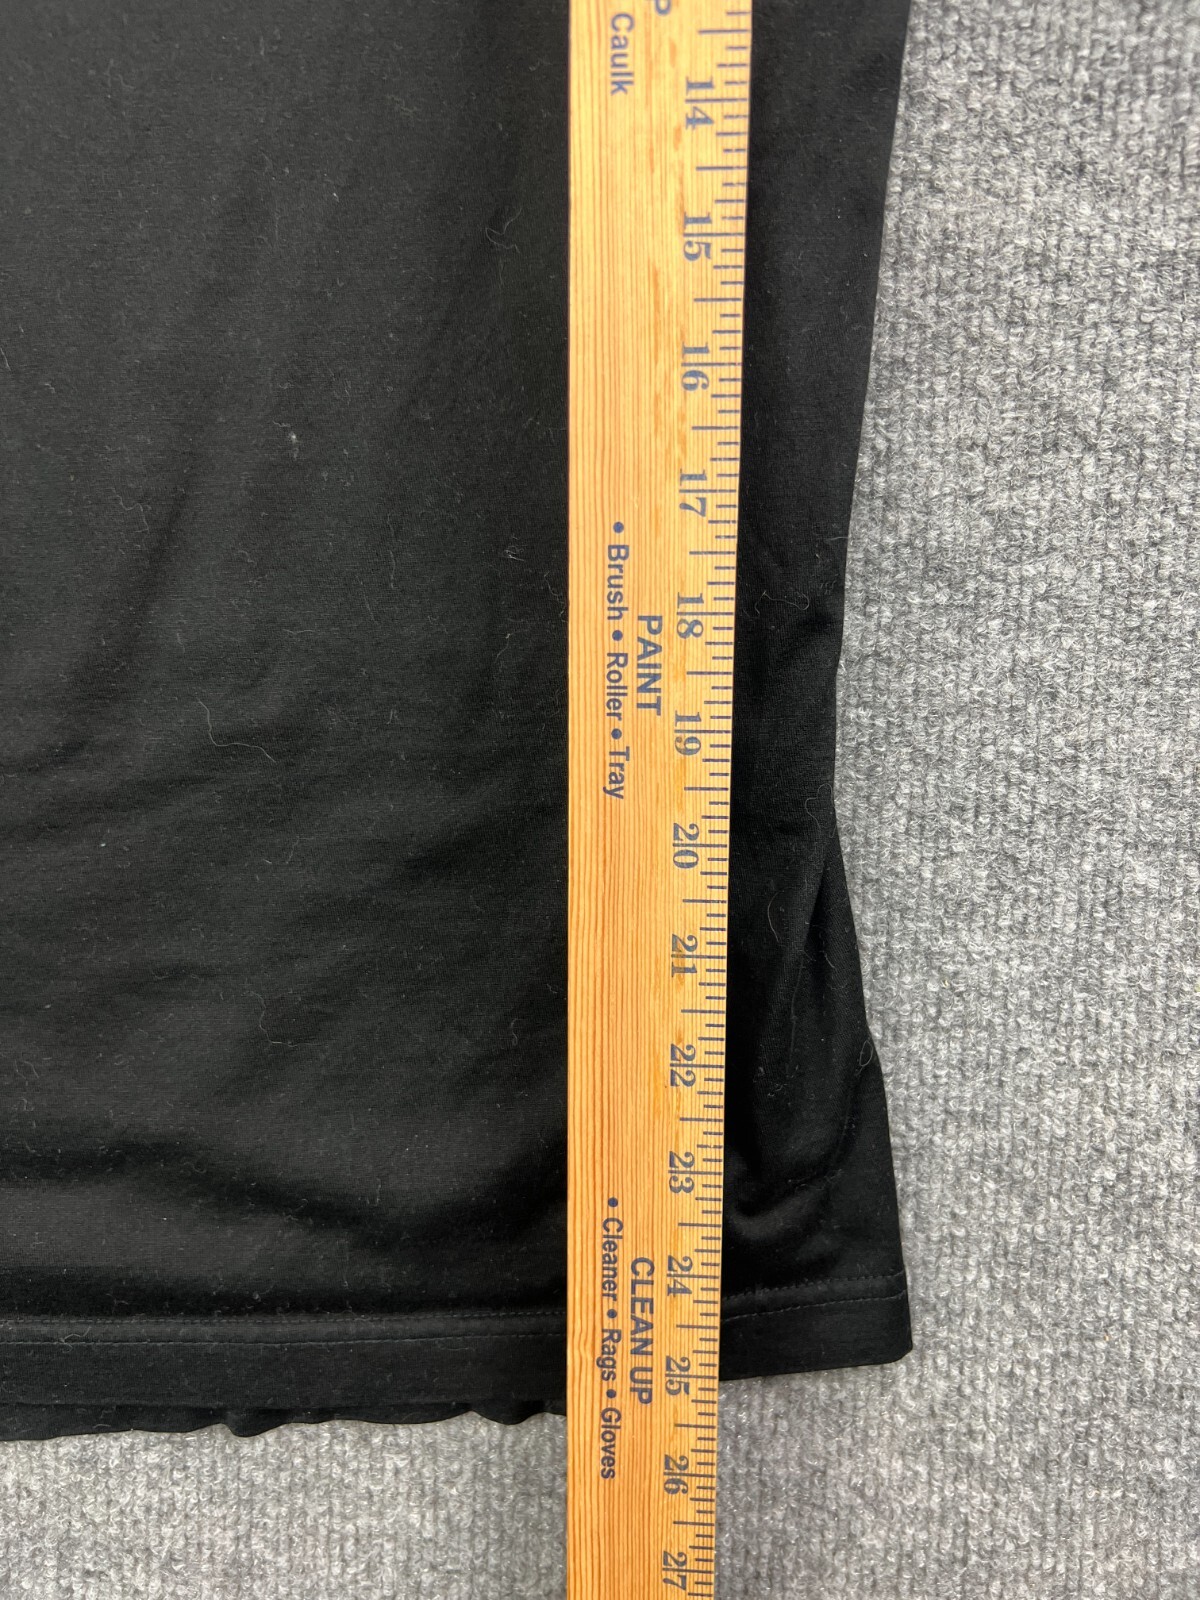 P
• Caulk
14
15
16
17
18
19
20
21
22
23
24
25
26
27
PAINT
• Brush • Roller • Tray
CLEAN UP
• Cleaner • Rags • Gloves